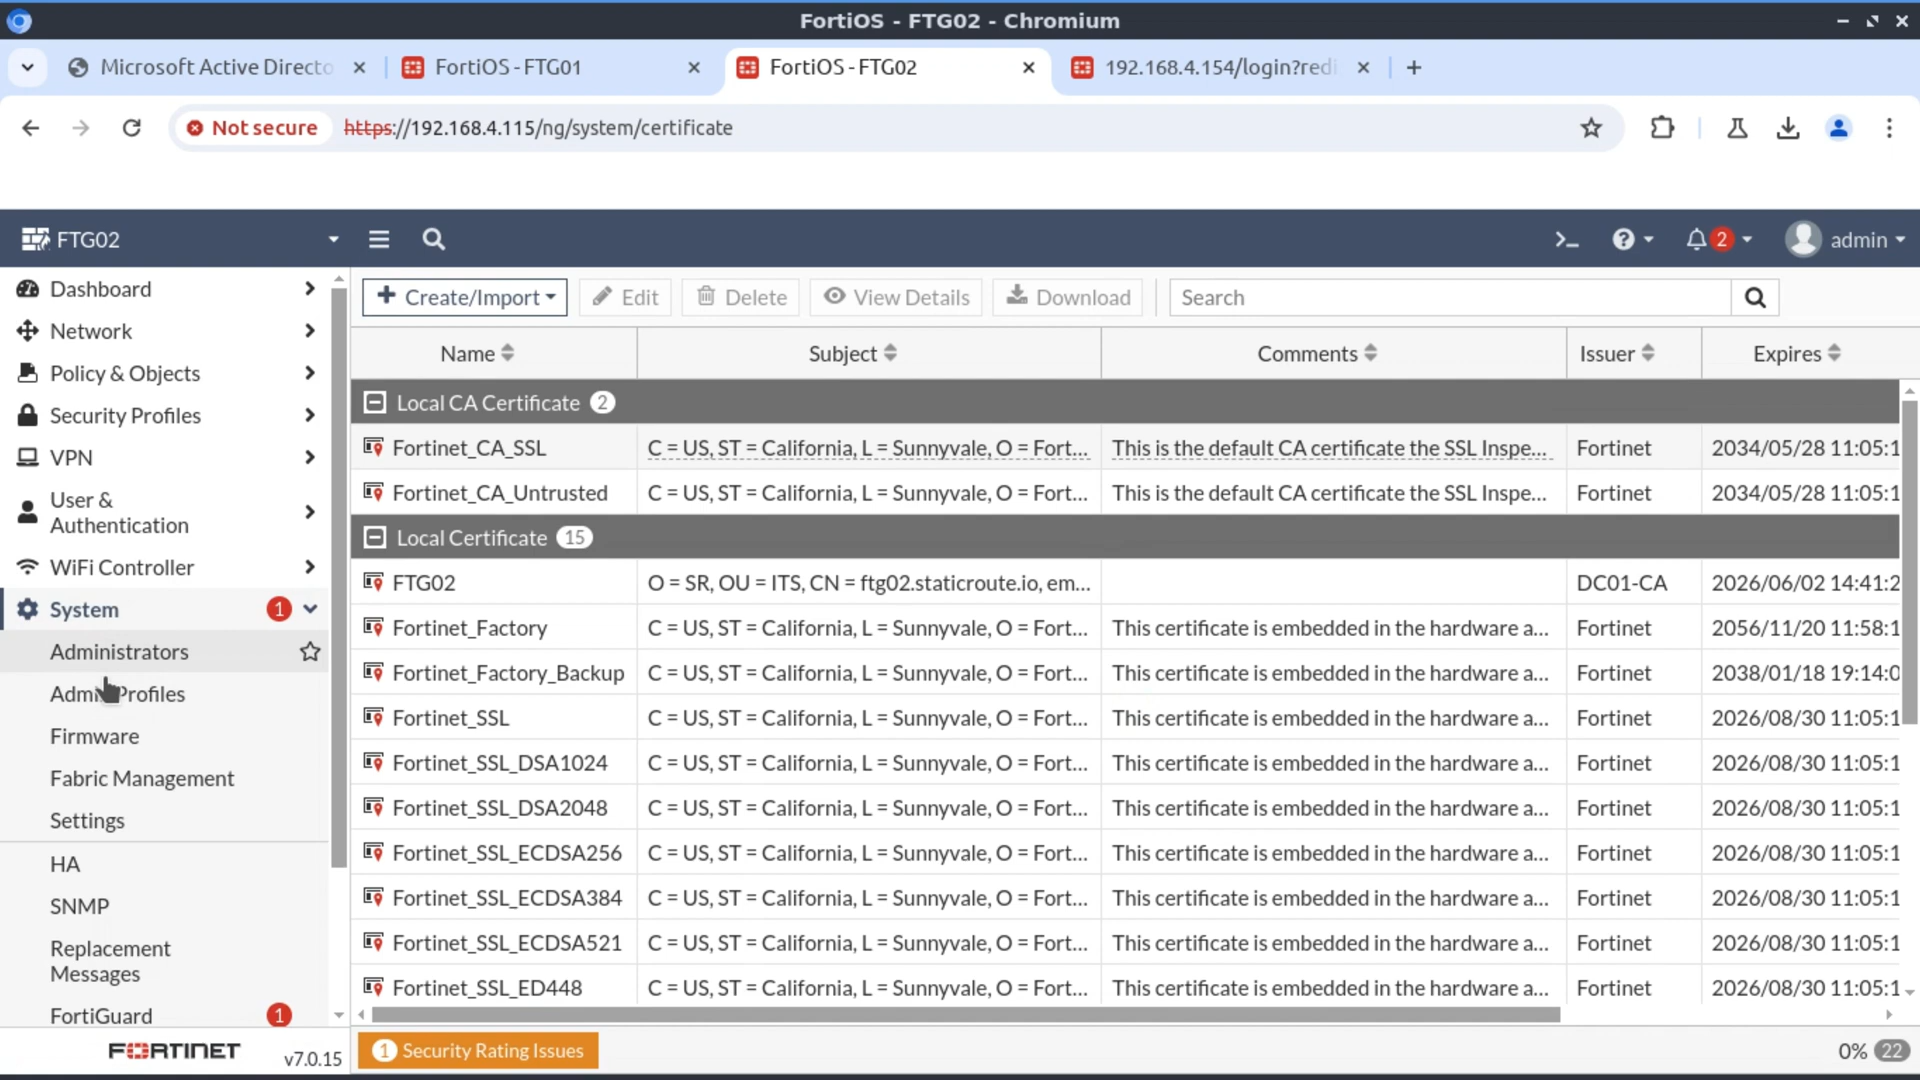 FortiOS - FTG02 - Chromium
Microsoft Active Directo
FortiOS - FTG01
FortiOS - FTG02
192.168.4.154/login?redi
Not secure
https://192.168.4.115/ng/system/certificate
FTG02
2
admin
Dashboard
Network
Policy & Objects
Security Profiles
VPN
User &
Authentication
WiFi Controller
System 1
Administrators
Admin Profiles
Firmware
Fabric Management
Settings
HA
SNMP
Replacement
Messages
FortiGuard 1
FORTINET v7.0.15
Create/Import Edit Delete View Details Download Search
Name Subject Comments Issuer Expires
Local CA Certificate 2
Fortinet_CA_SSL C = US, ST = California, L = Sunnyvale, O = Fort... This is the default CA certificate the SSL Inspe... Fortinet 2034/05/28 11:05:1
Fortinet_CA_Untrusted C = US, ST = California, L = Sunnyvale, O = Fort... This is the default CA certificate the SSL Inspe... Fortinet 2034/05/28 11:05:1
Local Certificate 15
FTG02 O = SR, OU = ITS, CN = ftg02.staticroute.io, em... DC01-CA 2026/06/02 14:41:2
Fortinet_Factory C = US, ST = California, L = Sunnyvale, O = Fort... This certificate is embedded in the hardware a... Fortinet 2056/11/20 11:58:1
Fortinet_Factory_Backup C = US, ST = California, L = Sunnyvale, O = Fort... This certificate is embedded in the hardware a... Fortinet 2038/01/18 19:14:0
Fortinet_SSL C = US, ST = California, L = Sunnyvale, O = Fort... This certificate is embedded in the hardware a... Fortinet 2026/08/30 11:05:1
Fortinet_SSL_DSA1024 C = US, ST = California, L = Sunnyvale, O = Fort... This certificate is embedded in the hardware a... Fortinet 2026/08/30 11:05:1
Fortinet_SSL_DSA2048 C = US, ST = California, L = Sunnyvale, O = Fort... This certificate is embedded in the hardware a... Fortinet 2026/08/30 11:05:1
Fortinet_SSL_ECDSA256 C = US, ST = California, L = Sunnyvale, O = Fort... This certificate is embedded in the hardware a... Fortinet 2026/08/30 11:05:1
Fortinet_SSL_ECDSA384 C = US, ST = California, L = Sunnyvale, O = Fort... This certificate is embedded in the hardware a... Fortinet 2026/08/30 11:05:1
Fortinet_SSL_ECDSA521 C = US, ST = California, L = Sunnyvale, O = Fort... This certificate is embedded in the hardware a... Fortinet 2026/08/30 11:05:1
Fortinet_SSL_ED448 C = US, ST = California, L = Sunnyvale, O = Fort... This certificate is embedded in the hardware a... Fortinet 2026/08/30 11:05:1
1 Security Rating Issues
0% 22